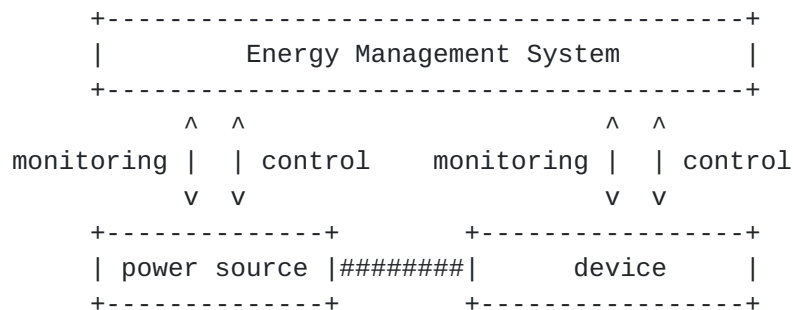 +-----------------------------------------+
| Energy Management System |
+-----------------------------------------+
^ ^ ^ ^
monitoring | | control monitoring | | control
v v v v
+--------------+ +-----------------+
| power source |########| device |
+--------------+ +-----------------+